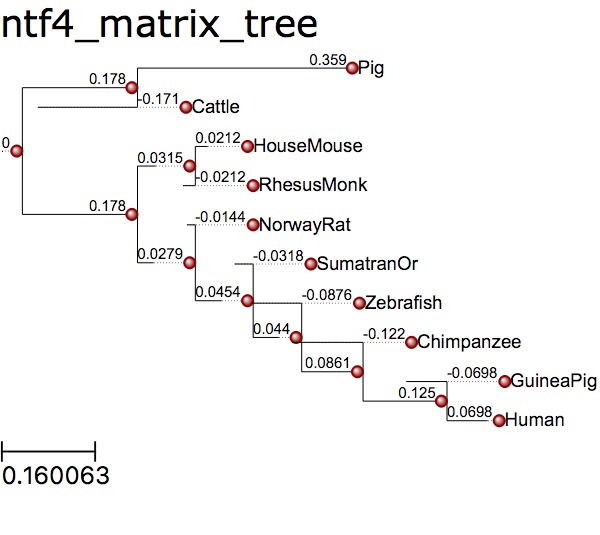 ntf4_matrix_tree
0.359
Pig
0.178
-0.171
Cattle
0
0.0212
HouseMouse
0.0315
-0.0212
RhesusMonk
0.178
-0.0144
NorwayRat
0.0279
-0.0318
SumatranOr
0.0454
-0.0876
Zebrafish
0.044
-0.122
Chimpanzee
0.0861
-0.0698
GuineaPig
0.125
0.0698
Human
0.160063